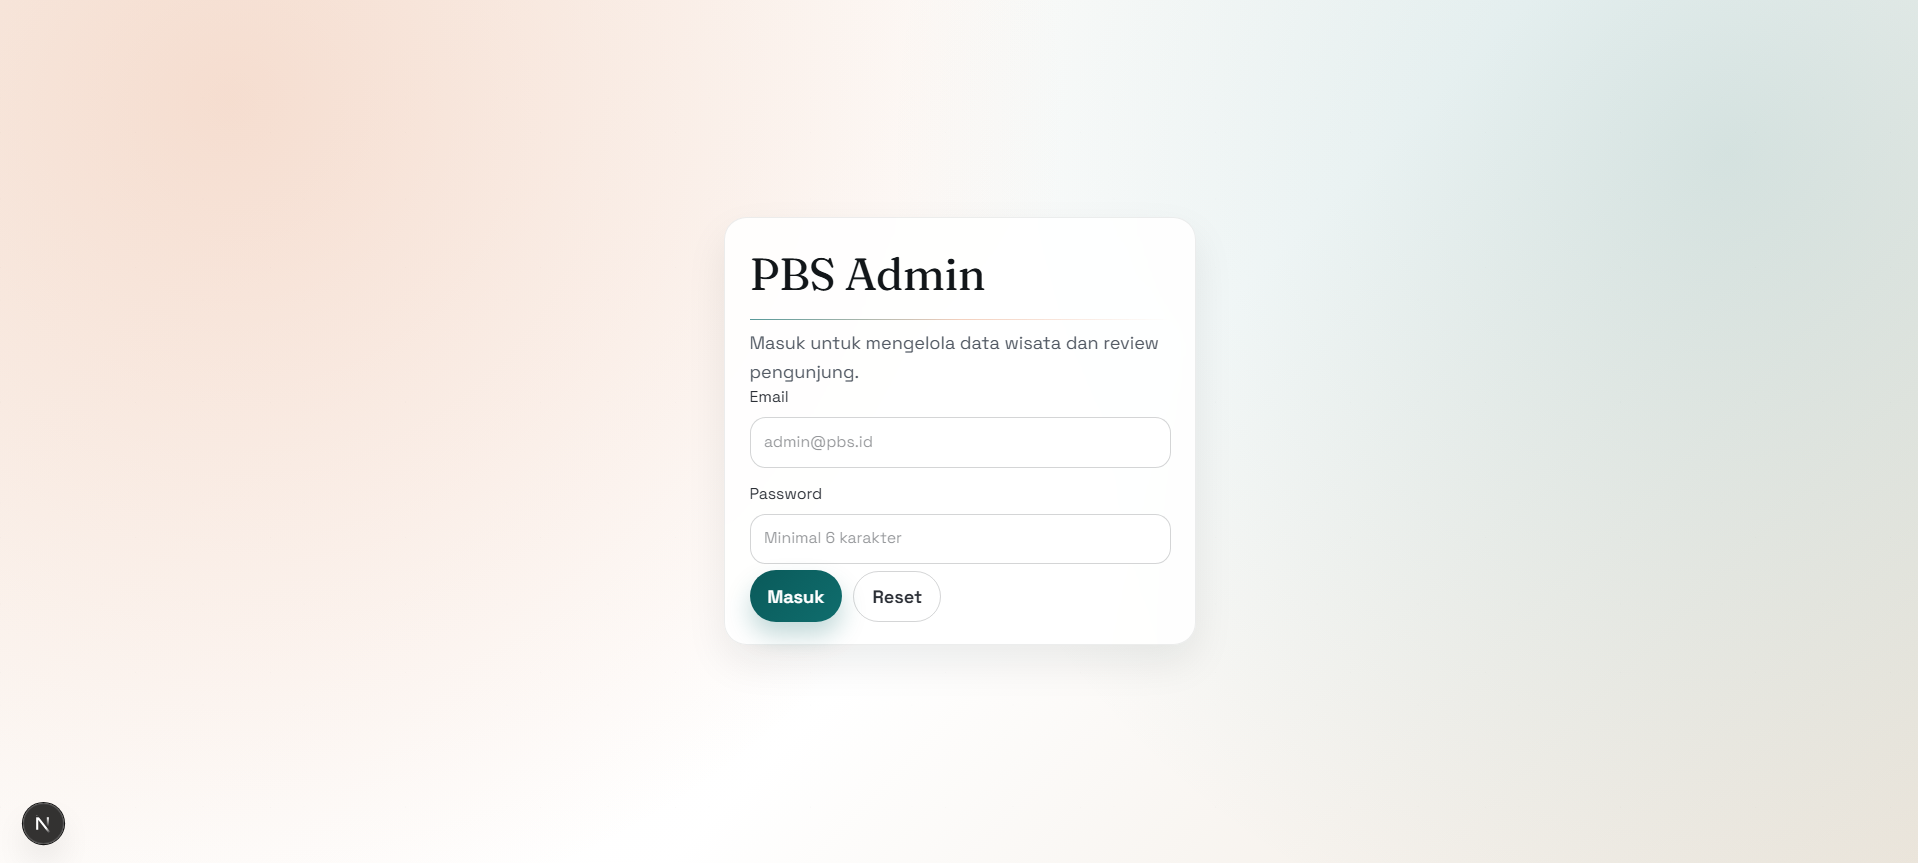 PBS Admin
Masuk untuk mengelola data wisata dan review
pengunjung.
Email
admin@pbs.id
Password
Minimal 6 karakter
Masuk
Reset
N